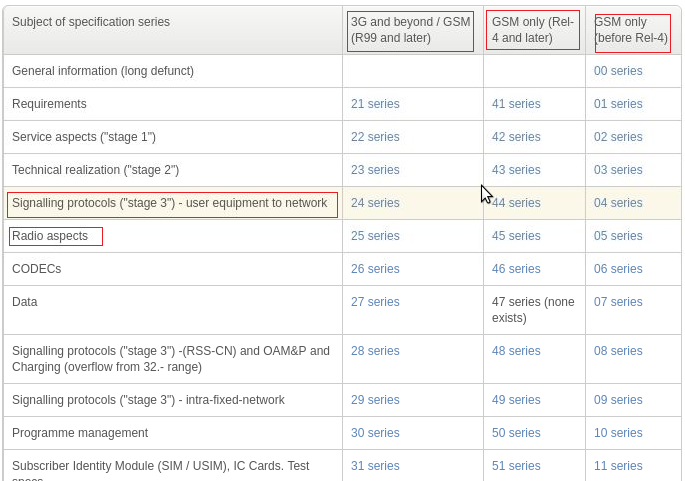 Subject of specification series
3G and beyond / GSM
(R99 and later)
GSM only (Rel-
4 and later)
GSM only
(before Rel-4)
General information (long defunct)
00 series
Requirements
21 series
41 series
01 series
Service aspects ("stage 1")
22 series
42 series
02 series
Technical realization ("stage 2")
23 series
43 series
03 series
Signalling protocols ("stage 3") - user equipment to network
24 series
44 series
04 series
Radio aspects
25 series
45 series
05 series
CODECs
26 series
46 series
06 series
Data
27 series
47 series (none
exists)
07 series
Signalling protocols ("stage 3") -(RSS-CN) and OAM&P and
Charging (overflow from 32.- range)
28 series
48 series
08 series
Signalling protocols ("stage 3") - intra-fixed-network
29 series
49 series
09 series
Programme management
30 series
50 series
10 series
Subscriber Identity Module (SIM / USIM), IC Cards. Test
31 series
51 series
11 series